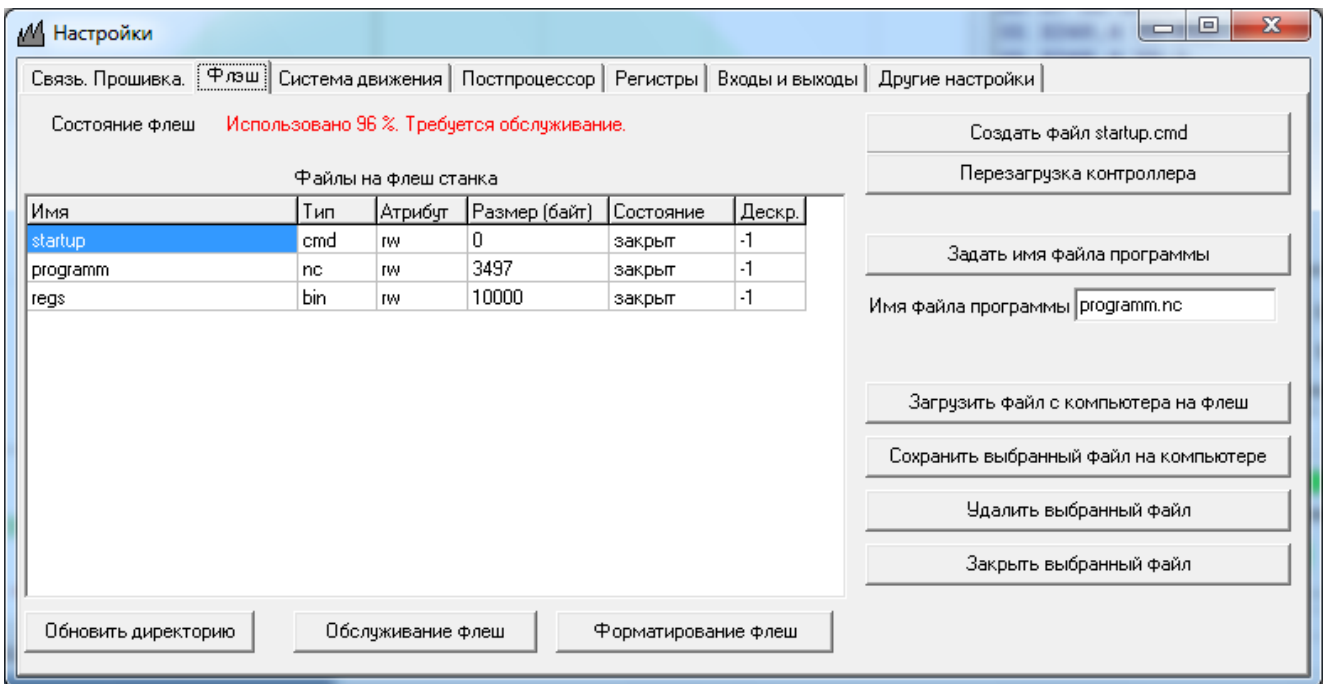 Настройки
Связь. Прошивка. Флэш Система движения Постпроцессор Регистры Входы и выходы Другие настройки
Состояние флеш Использовано 96 %. Требуется обслуживание.
Создать файл startup.cmd
Перезагрузка контроллера
Файлы на флеш станка
Имя Тип Атрибут Размер (байт) Состояние Дескр.
startup cmd rw 0 закрыт -1
programm nc rw 3497 закрыт -1
regs bin rw 10000 закрыт -1
Задать имя файла программы
Имя файла программы programm.nc
Загрузить файл с компьютера на флеш
Сохранить выбранный файл на компьютере
Удалить выбранный файл
Закрыть выбранный файл
Обновить директорию Обслуживание флеш Форматирование флеш